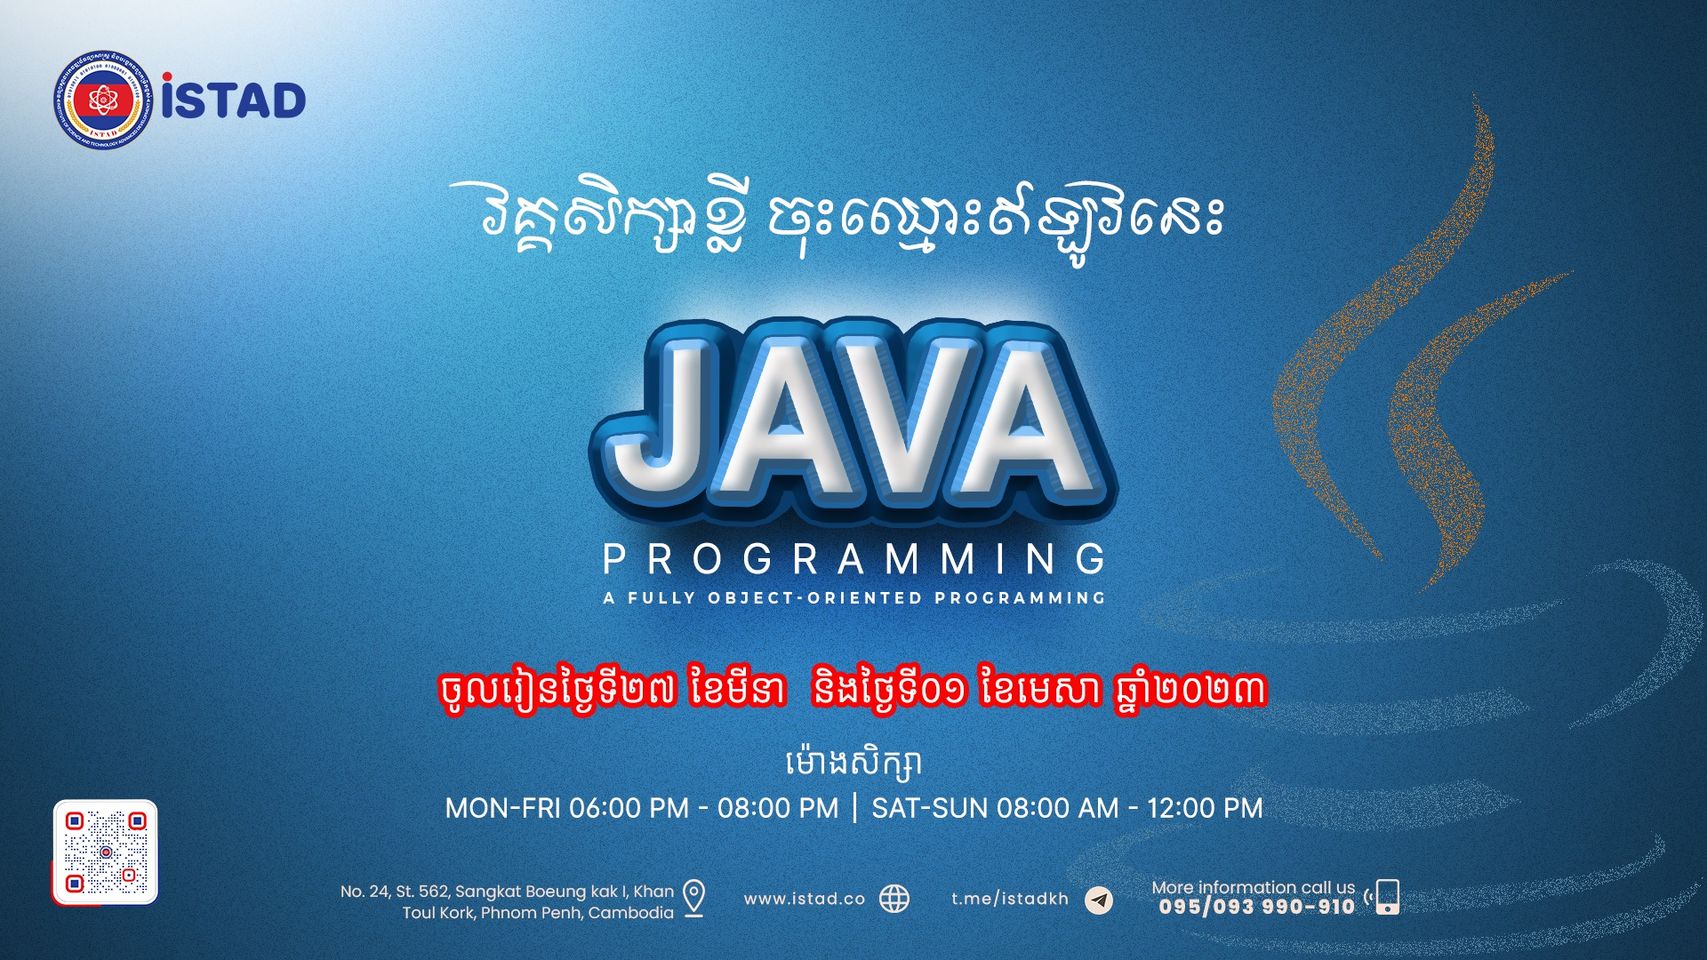 iSTAD
ISTAD
វគ្គសិក្សាខ្លី ចុះឈ្មោះឥឡូវនេះ
JAVA
PROGRAMMING
A FULLY OBJECT-ORIENTED PROGRAMMING
ចូលរៀនថ្ងៃទី២៧ ខែមីនា និងថ្ងៃទី០១ ខែមេសា ឆ្នាំ២០២៣
ម៉ោងសិក្សា
MON-FRI 06:00 PM - 08:00 PM | SAT-SUN 08:00 AM - 12:00 PM
No. 24, St. 562, Sangkat Boeung kak I, Khan
Toul Kork, Phnom Penh, Cambodia
www.istad.co
t.me/istadkh
More information call us
095/093 990-910